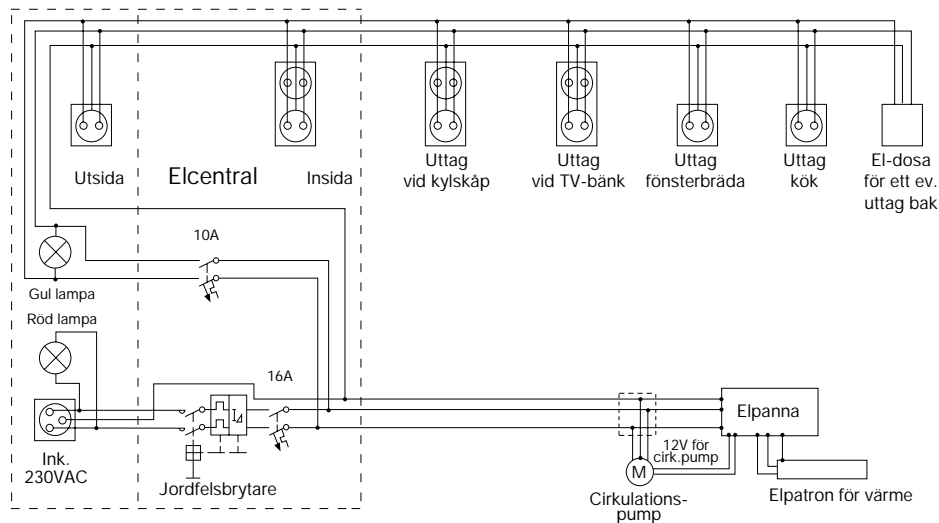 Utsida
Elcentral
Insida
Uttag
vid kylskåp
Uttag
vid TV-bänk
Uttag
fönsterbräda
Uttag
kök
El-dosa
för ett ev.
uttag bak
10A
Gul lampa
Röd lampa
16A
I
Elpanna
Ink.
230VAC
Jordfelsbrytare
12V för
cirk.pump
M
Cirkulations-
pump
Elpatron för värme